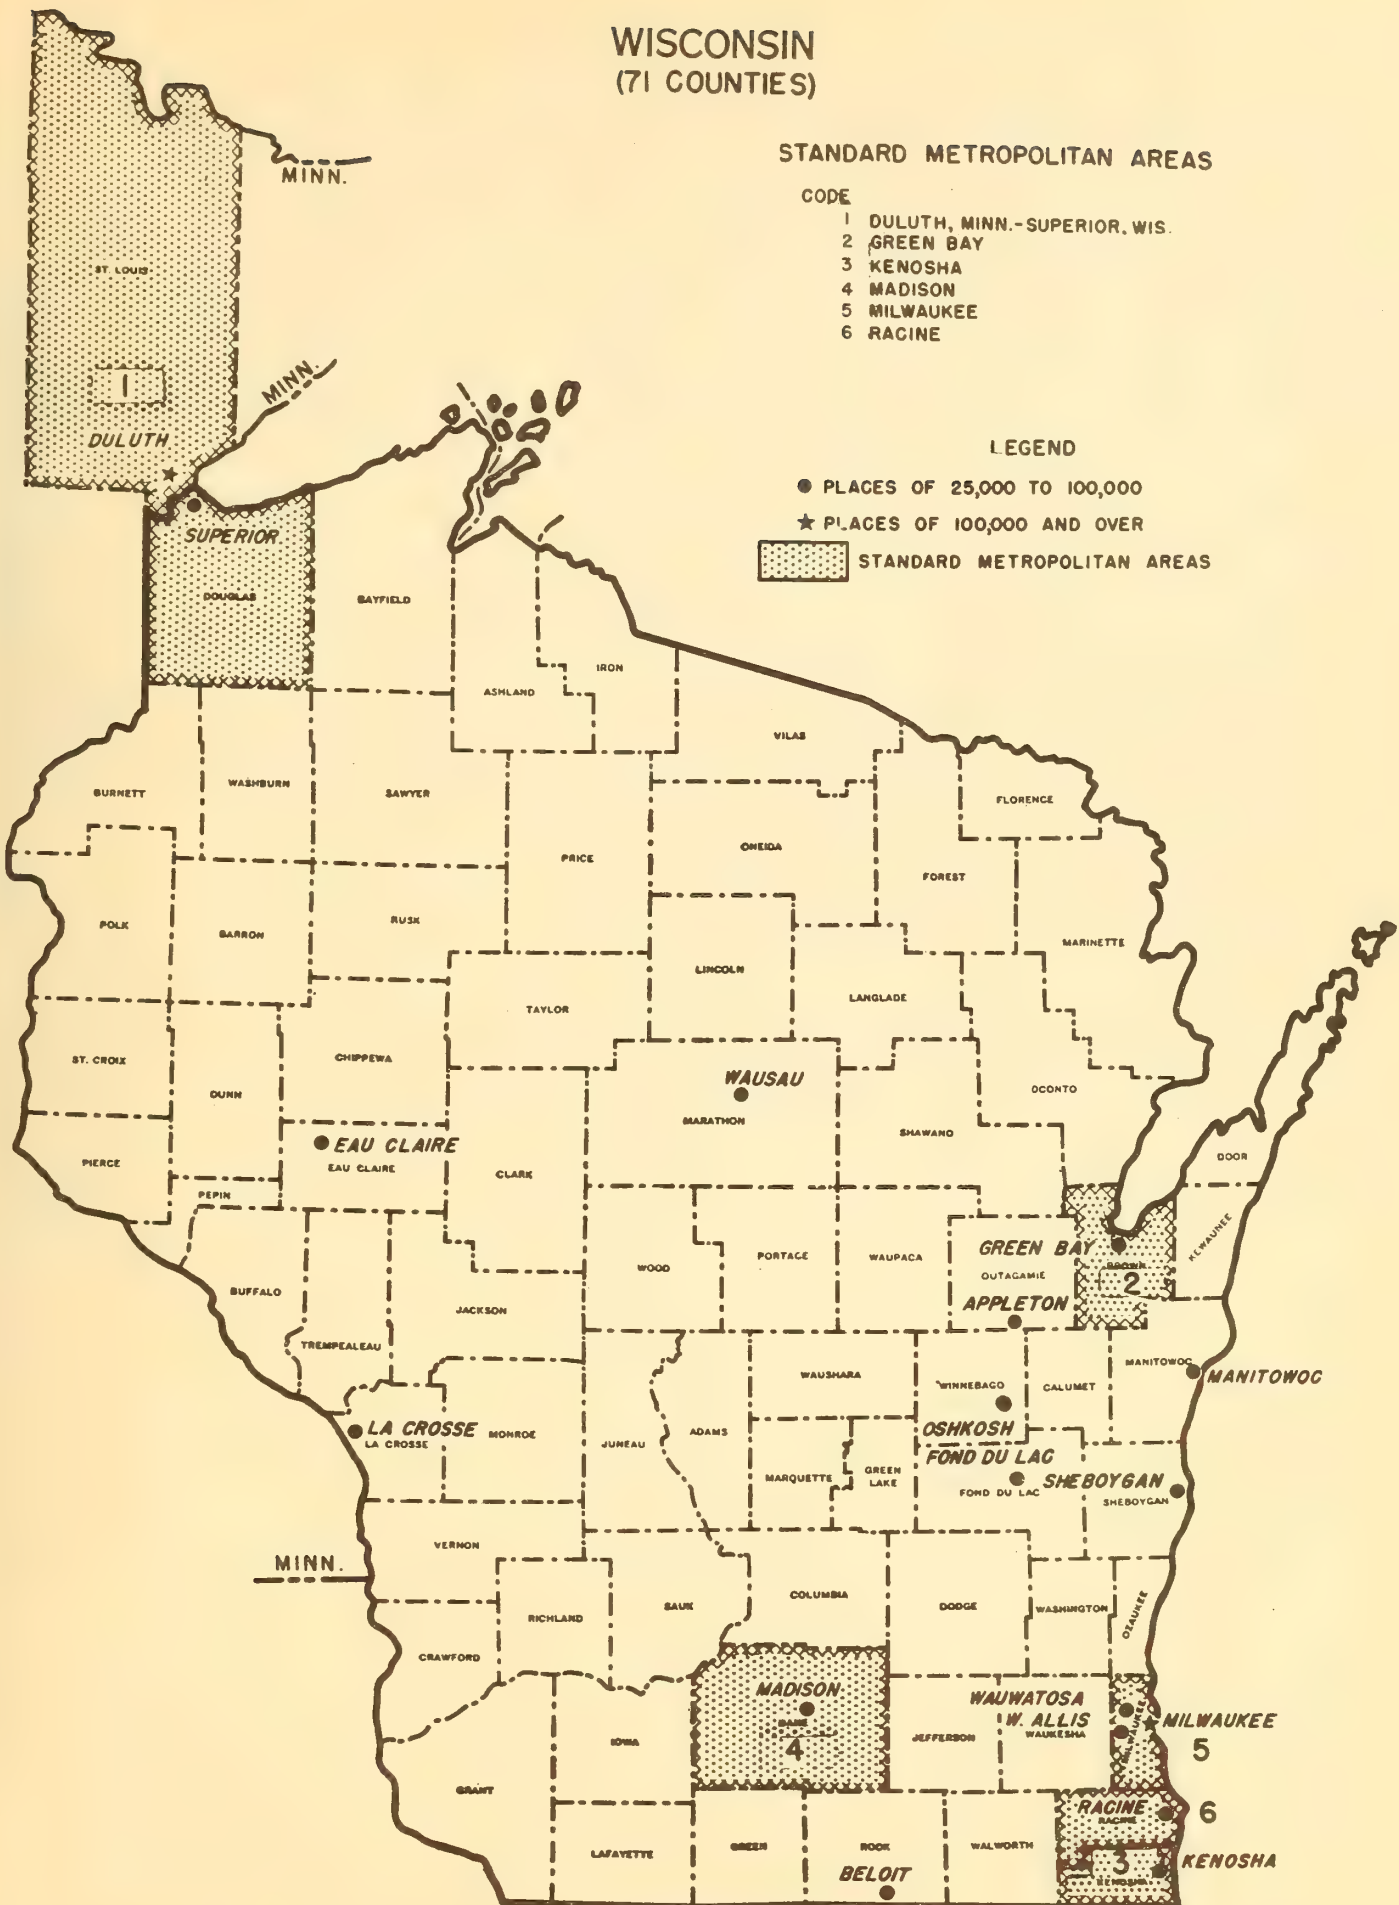 WISCONSIN
(71 COUNTIES)
MINN.
STANDARD METROPOLITAN AREAS
CODE
1 DULUTH, MINN.-SUPERIOR, WIS.
2 GREEN BAY
3 KENOSHA
4 MADISON
5 MILWAUKEE
6 RACINE
ST. LOUIS
1
MINN.
DULUTH
LEGEND
PLACES OF 25,000 TO 100,000
PLACES OF 100,000 AND OVER
STANDARD METROPOLITAN AREAS
SUPERIOR
DOUGLAS
BAYFIELD
IRON
ASHLAND
VILAS
WASHBURN
BURNETT
SAWYER
FLORENCE
ONEIDA
PRICE
FOREST
POLK
BARRON
RUSK
MARINETTE
LINCOLN
LANGLADE
TAYLOR
ST. CROIX
CHIPPEWA
DUNN
WAUSAU
MARATHON
OCONTO
SHAWANO
EAU CLAIRE
EAU CLAIRE
PIERCE
CLARK
DOOR
PEPIN
KEWAUNEE
GREEN BAY
BROWN
2
OUTAGAMIE
WOOD
PORTAGE
WAUPACA
APPLETON
BUFFALO
JACKSON
TREMPEALEAU
WAUSHARA
WINNEBAGO
CALUMET
MANITOWOC
MANITOWOC
LA CROSSE
LA CROSSE
MONROE
JUNEAU
ADAMS
OSHKOSH
FOND DU LAC
MARQUETTE
GREEN
LAKE
FOND DU LAC
SHEBOYGAN
SHEBOYGAN
VERNON
MINN.
RICHLAND
SAUK
COLUMBIA
DODGE
WASHINGTON
OZAUKEE
CRAWFORD
MADISON
DANE
4
WAUWATOSA
W. ALLIS
MILWAUKEE
MILWAUKEE
5
JEFFERSON
WAUKESHA
IOWA
GRANT
RACINE
RACINE
6
LAFAYETTE
GREEN
ROCK
WALWORTH
BELOIT
3
KENOSHA
KENOSHA